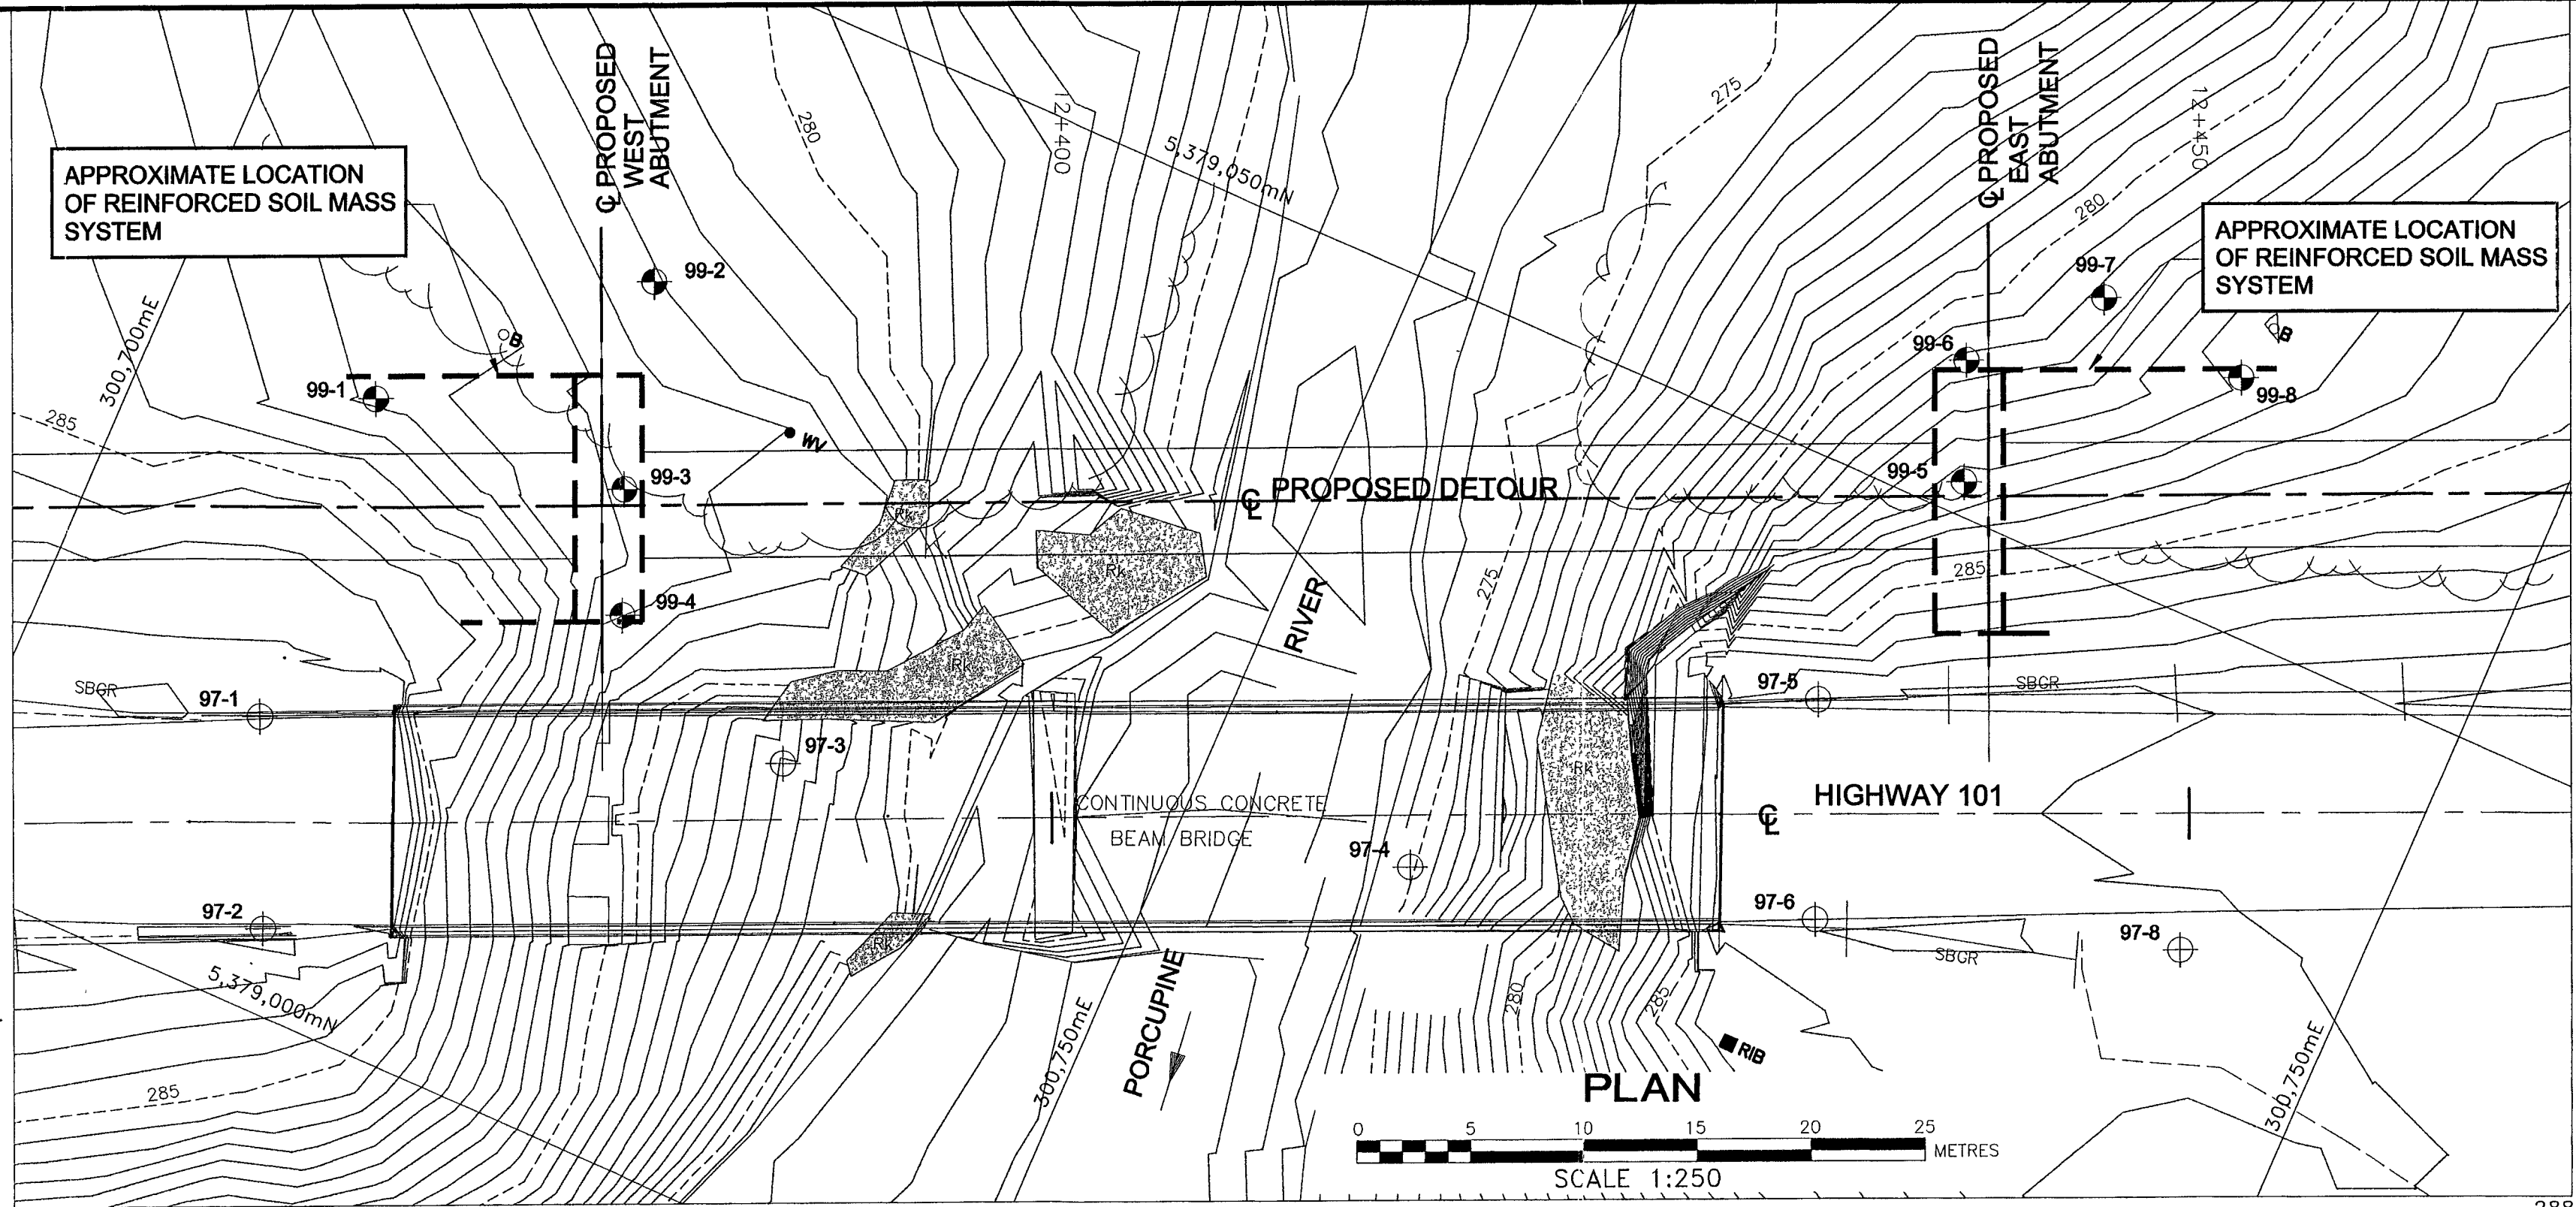 ℄ PROPOSED
WEST
ABUTMENT
280
12+400
5,379,050mN
275
℄ PROPOSED
EAST
ABUTMENT
12+450
280
APPROXIMATE LOCATION
OF REINFORCED SOIL MASS
SYSTEM
APPROXIMATE LOCATION
OF REINFORCED SOIL MASS
SYSTEM
99-2
99-7
300,700mE
B
B
99-6
99-1
99-8
285
WV
99-3
99-5
℄ PROPOSED DETOUR
Rk
Rk
285
275
99-4
RIVER
Rk
SBGR
97-1
97-5
SBGR
97-3
Rk
CONTINUOUS CONCRETE
BEAM BRIDGE
℄
HIGHWAY 101
97-4
97-2
97-6
97-8
Rk
SBGR
5,379,000mN
280
285
PORCUPINE
300,750mE
RIB
300,750mE
285
PLAN
0 5 10 15 20 25
METRES
SCALE 1:250